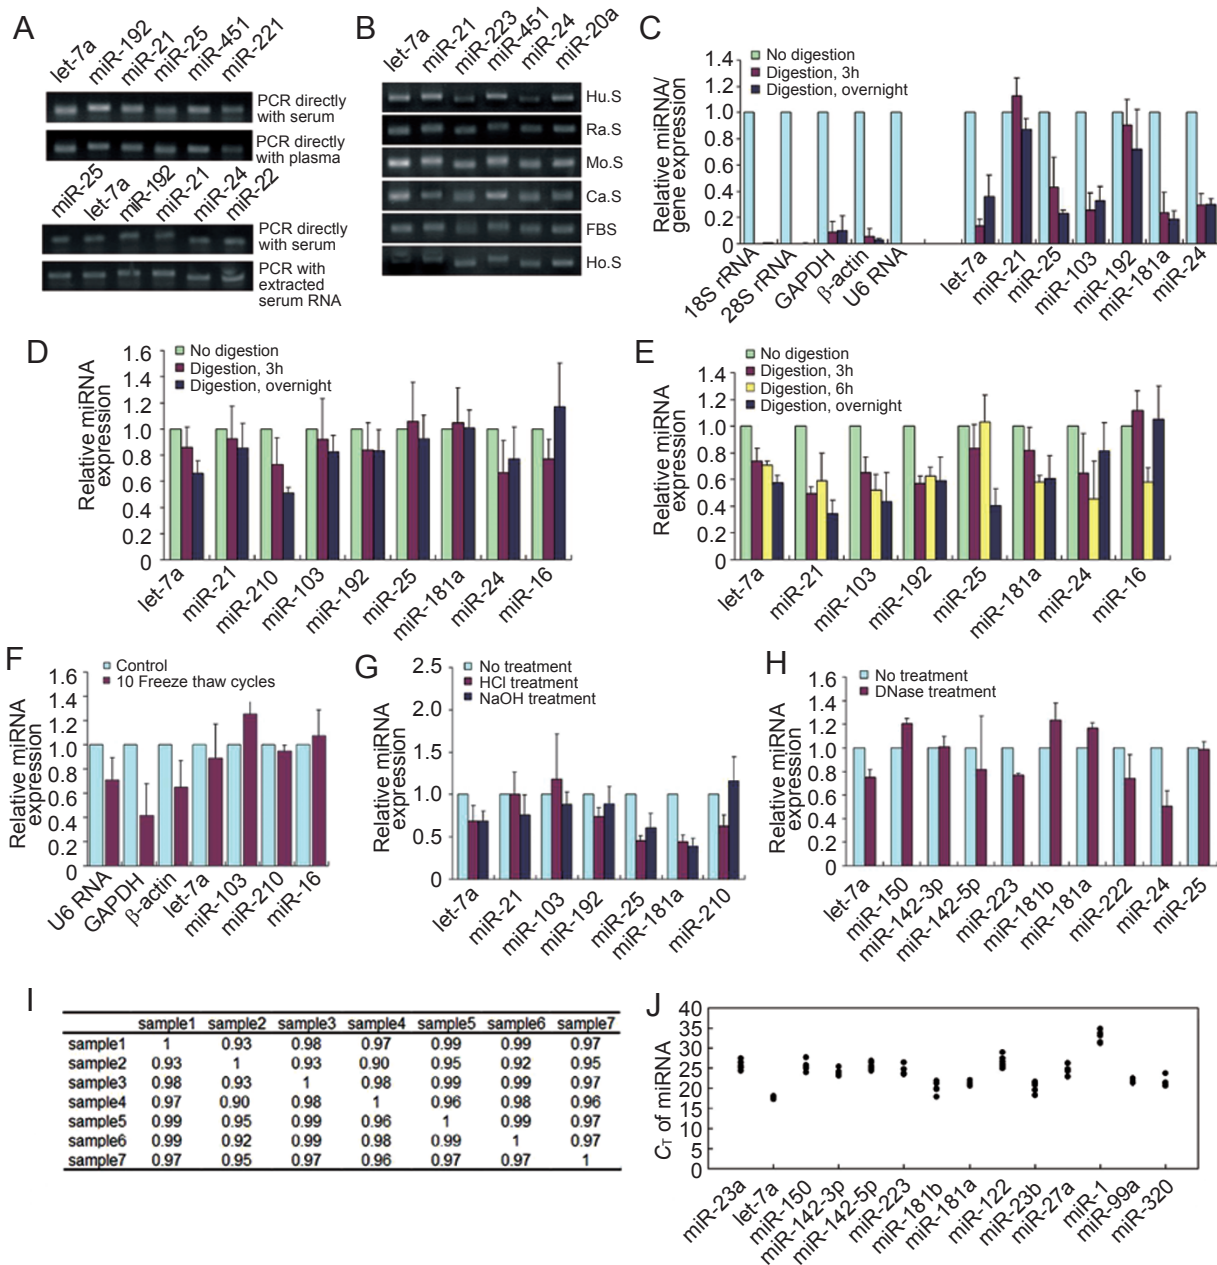 A
let-7a
miR-192
miR-21
miR-25
miR-451
miR-221
PCR directly
with serum
PCR directly
with plasma
miR-25
let-7a
miR-192
miR-21
miR-24
miR-22
PCR directly
with serum
PCR with
extracted
serum RNA
B
let-7a
miR-21
miR-223
miR-451
miR-24
miR-20a
Hu.S
Ra.S
Mo.S
Ca.S
FBS
Ho.S
C
No digestion
Digestion, 3h
Digestion, overnight
Relative miRNA/
gene expression
1.4
1.2
1.0
0.8
0.6
0.4
0.2
0
18S rRNA
28S rRNA
GAPDH
β-actin
U6 RNA
let-7a
miR-21
miR-25
miR-103
miR-192
miR-181a
miR-24
D
No digestion
Digestion, 3h
Digestion, overnight
Relative miRNA
expression
1.6
1.4
1.2
1.0
0.8
0.6
0.4
0.2
0
let-7a
miR-21
miR-210
miR-103
miR-192
miR-25
miR-181a
miR-24
miR-16
E
No digestion
Digestion, 3h
Digestion, 6h
Digestion, overnight
Relative miRNA
expression
1.4
1.2
1.0
0.8
0.6
0.4
0.2
0
let-7a
miR-21
miR-103
miR-192
miR-25
miR-181a
miR-24
miR-16
F
Control
10 Freeze thaw cycles
Relative miRNA
expression
1.6
1.4
1.2
1.0
0.8
0.6
0.4
0.2
0
U6 RNA
GAPDH
β-actin
let-7a
miR-103
miR-210
miR-16
G
No treatment
HCl treatment
NaOH treatment
Relative miRNA
expression
2.5
2.0
1.5
1.0
0.5
0
let-7a
miR-21
miR-103
miR-192
miR-25
miR-181a
miR-210
H
No treatment
DNase treatment
Relative miRNA
expression
1.6
1.4
1.2
1.0
0.8
0.6
0.4
0.2
0
let-7a
miR-150
miR-142-3p
miR-142-5p
miR-223
miR-181b
miR-181a
miR-222
miR-24
miR-25
I
sample1 sample2 sample3 sample4 sample5 sample6 sample7
sample1 1 0.93 0.98 0.97 0.99 0.99 0.97
sample2 0.93 1 0.93 0.90 0.95 0.92 0.95
sample3 0.98 0.93 1 0.98 0.99 0.99 0.97
sample4 0.97 0.90 0.98 1 0.96 0.98 0.96
sample5 0.99 0.95 0.99 0.96 1 0.99 0.97
sample6 0.99 0.92 0.99 0.98 0.99 1 0.97
sample7 0.97 0.95 0.97 0.96 0.97 0.97 1
J
CT of miRNA
40
35
30
25
20
15
10
5
0
miR-23a
let-7a
miR-150
miR-142-3p
miR-142-5p
miR-223
miR-181b
miR-181a
miR-122
miR-23b
miR-27a
miR-1
miR-99a
miR-320